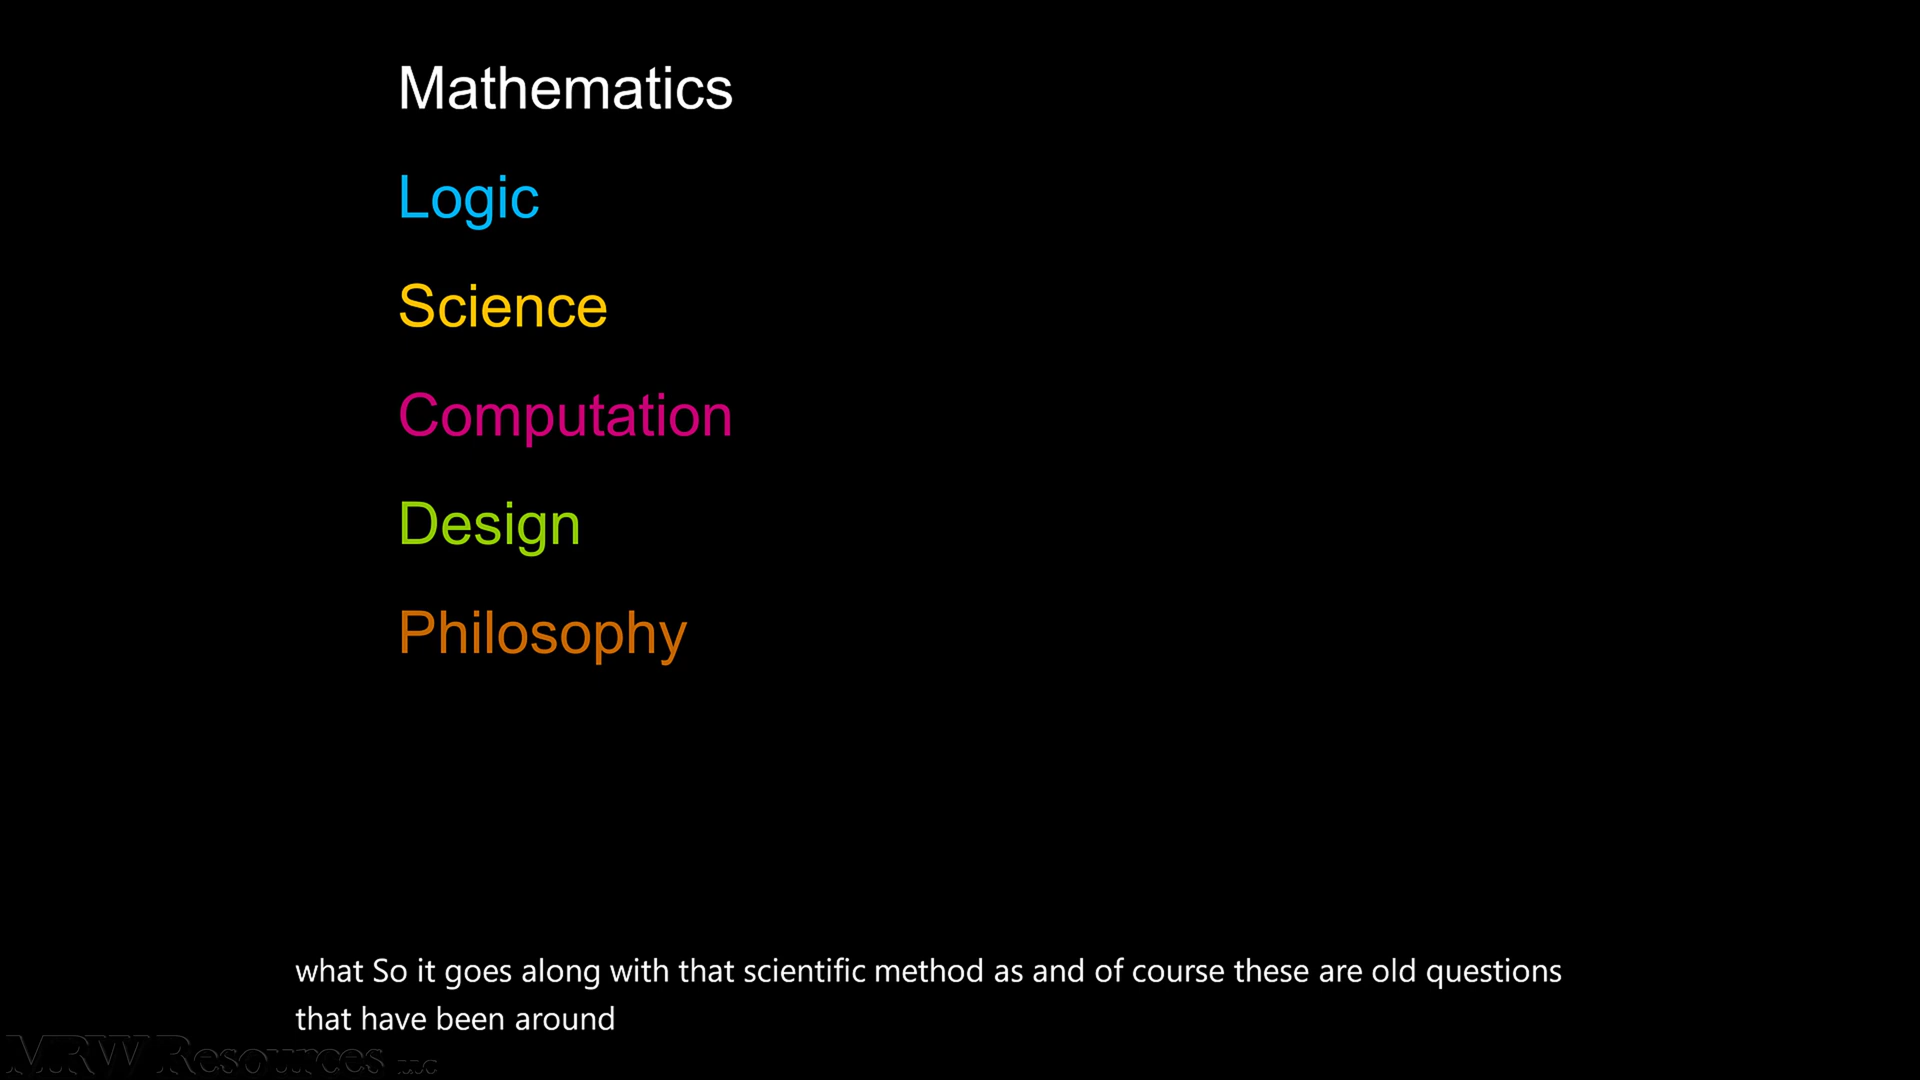 Mathematics
Logic
Science
Computation
Design
Philosophy
what So it goes along with that scientific method as and of course these are old questions
that have been around
MRW Resources LLC